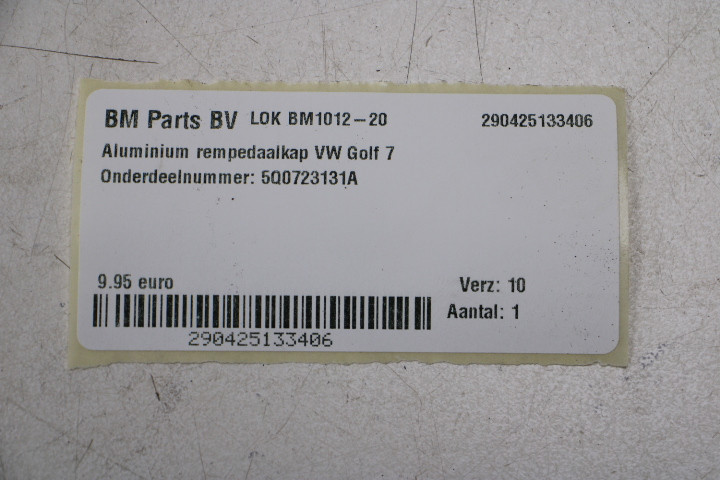 BM Parts BV LOK BM1012-20 290425133406
Aluminium rempedaalkap VW Golf 7
Onderdeelnummer: 5Q0723131A
9.95 euro Verz: 10
Aantal: 1
290425133406